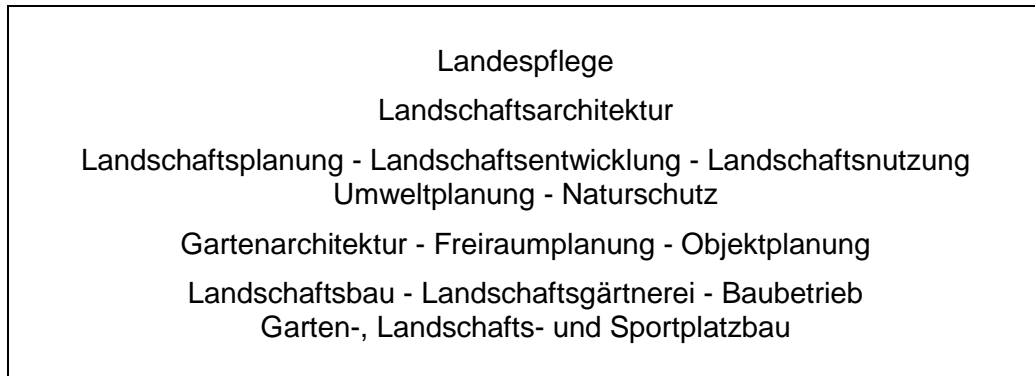 Landespflege
Landschaftsarchitektur
Landschaftsplanung - Landschaftsentwicklung - Landschaftsnutzung
Umweltplanung - Naturschutz
Gartenarchitektur - Freiraumplanung - Objektplanung
Landschaftsbau - Landschaftsgärtnerei - Baubetrieb
Garten-, Landschafts- und Sportplatzbau